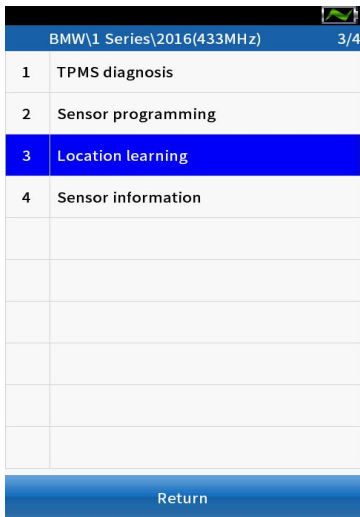 BMW\1 Series\2016(433MHz) 3/4
1 TPMS diagnosis
2 Sensor programming
3 Location learning
4 Sensor information
Return